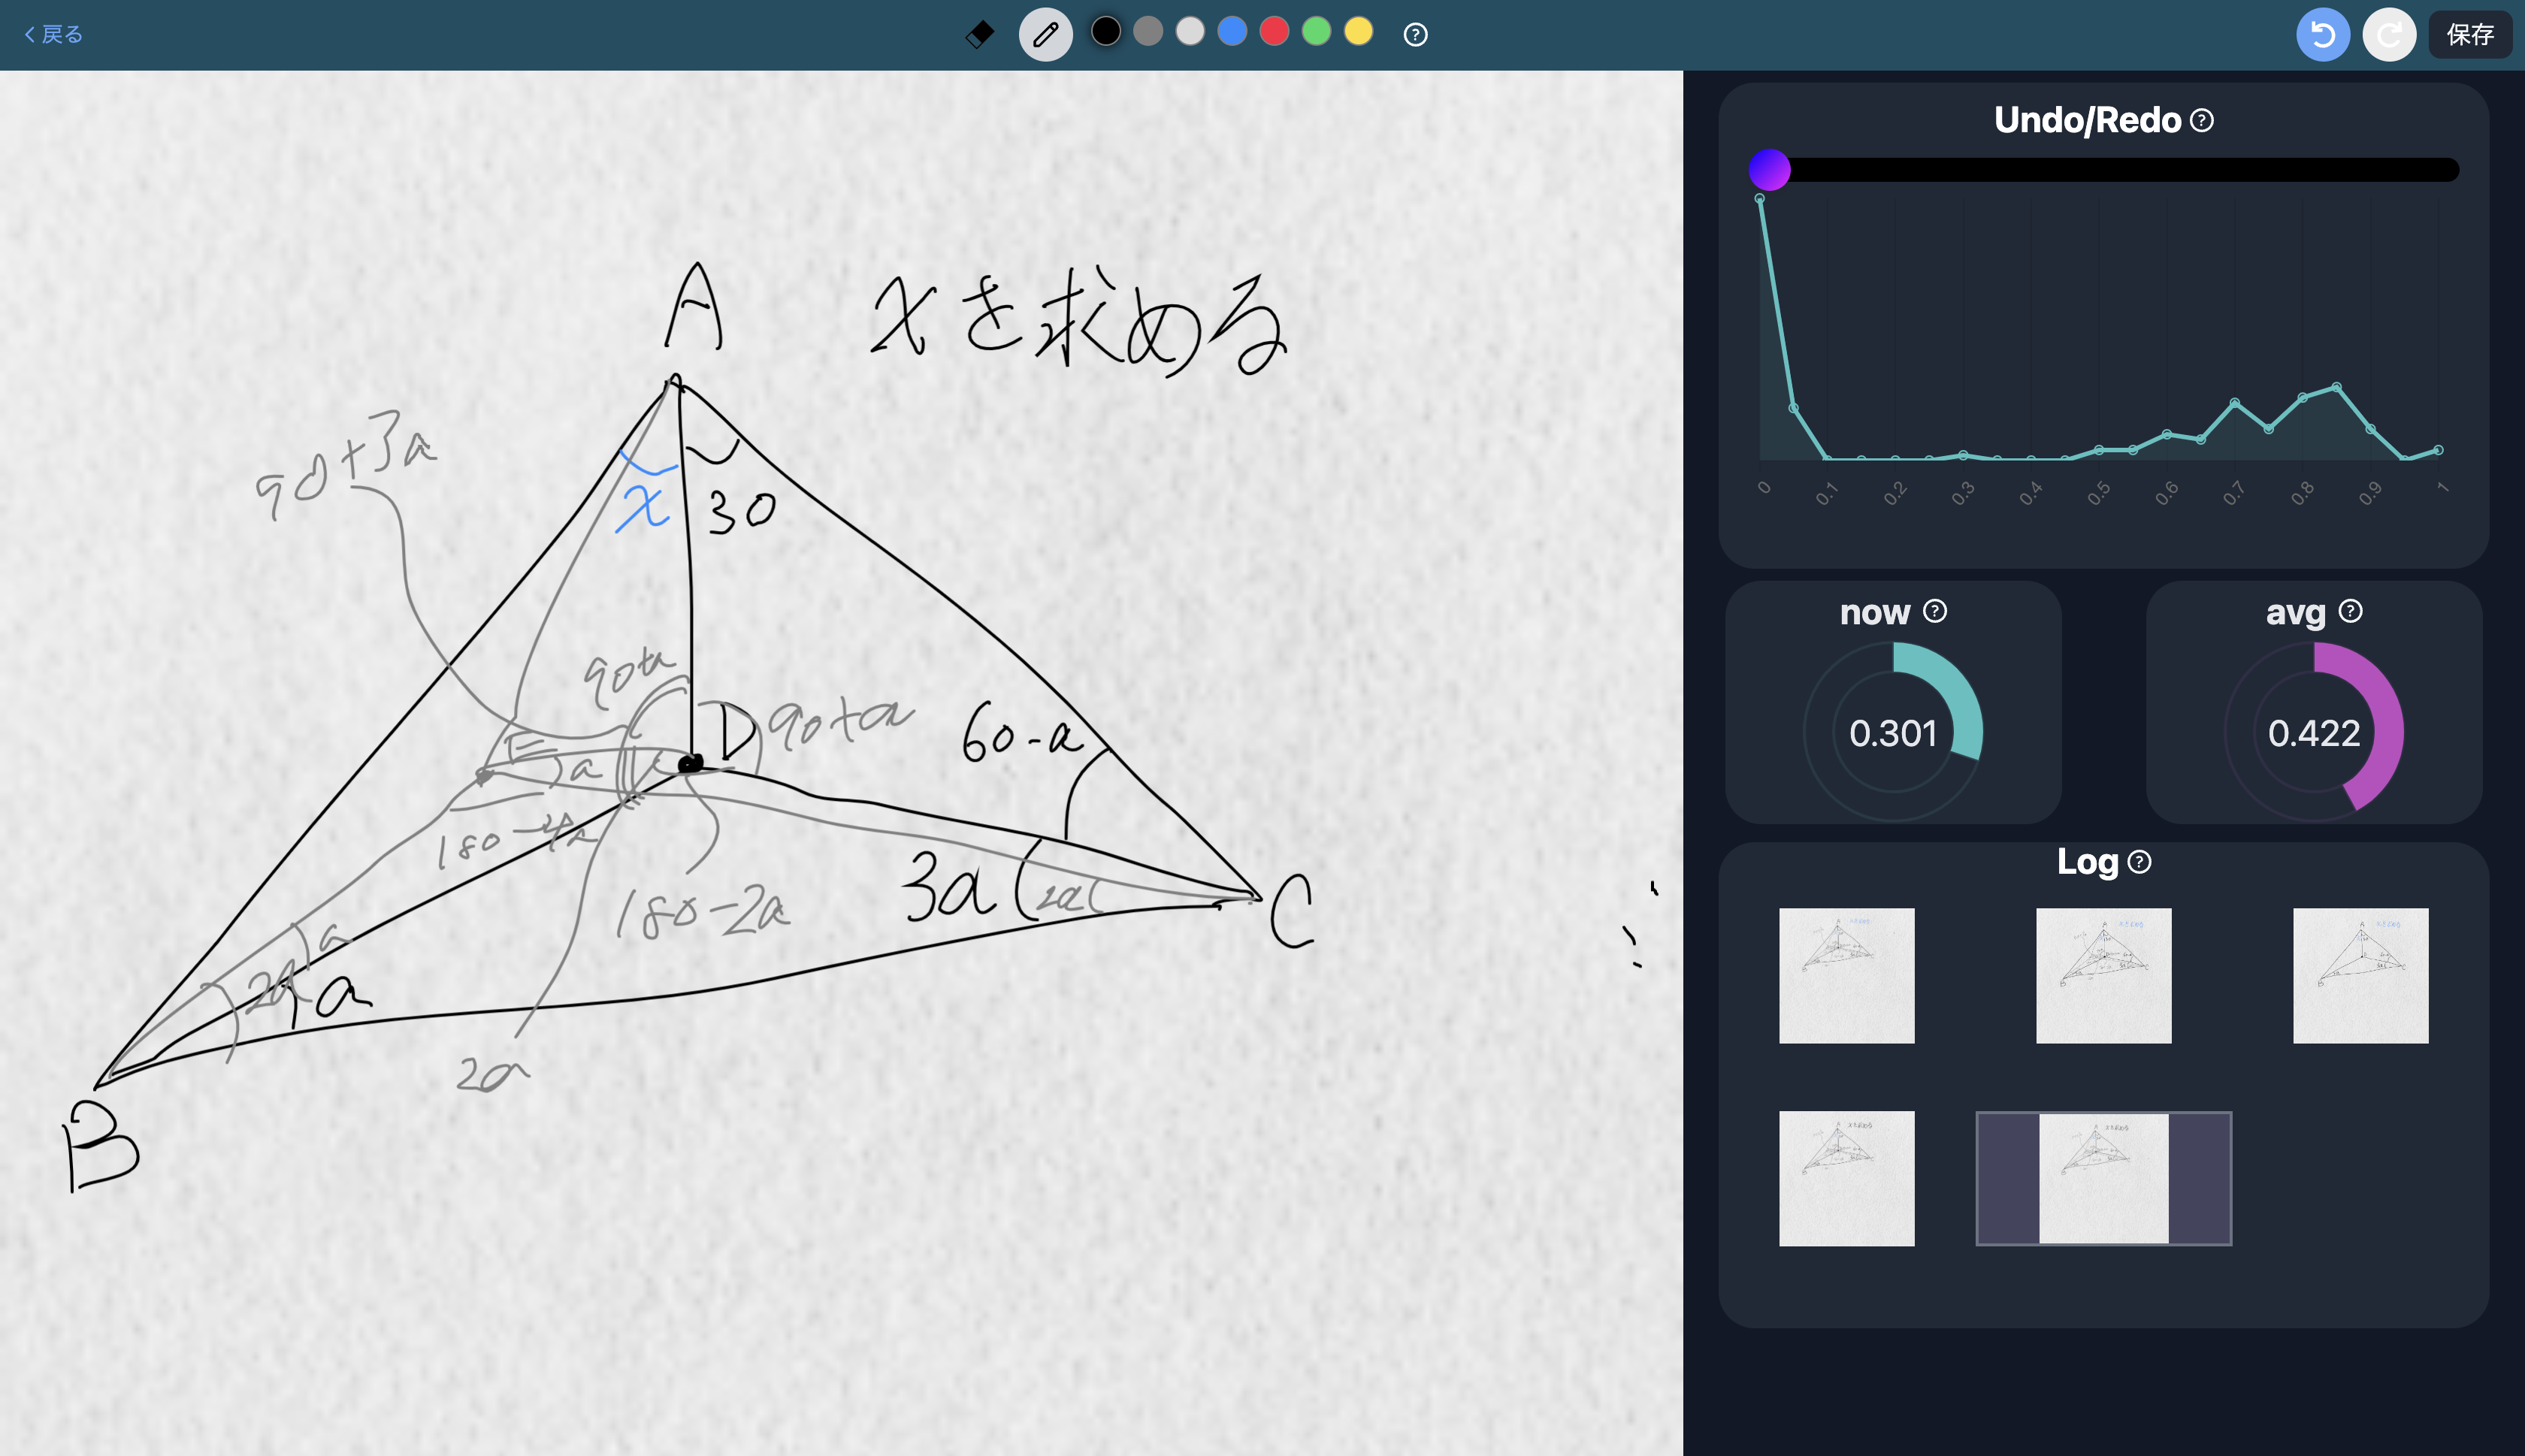 戻る
保存
A
xを求める
90+3a
x
30
90+a
D
90+a
60-a
E
a
180-4a
180-2a
3a
2a
C
a
2a
a
2a
B
Undo/Redo
0
0.1
0.2
0.3
0.4
0.5
0.6
0.7
0.8
0.9
1
now
0.301
avg
0.422
Log